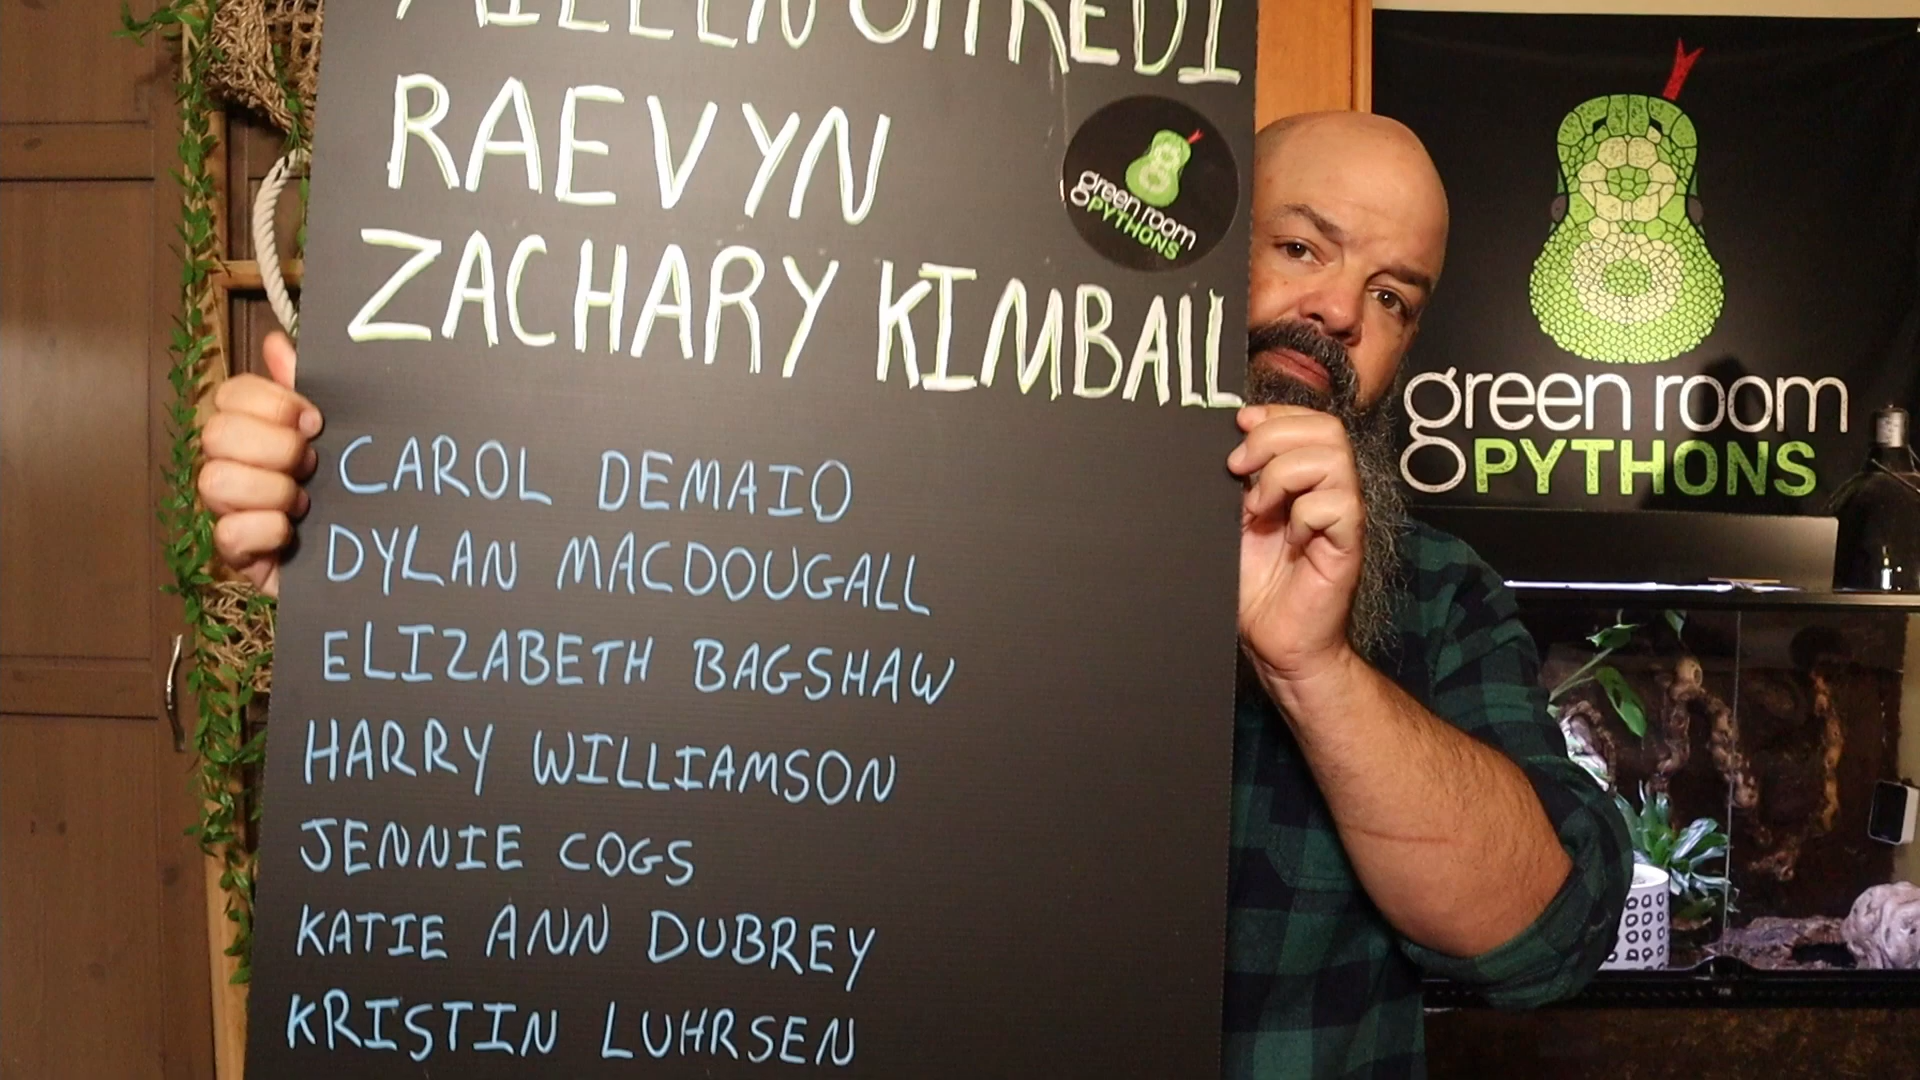 RAEVYN
ZACHARY KIMBALL
CAROL DEMAIO
DYLAN MACDOUGALL
ELIZABETH BAGSHAW
HARRY WILLIAMSON
JENNIE COGS
KATIE ANN DUBREY
KRISTIN LUHRSEN
green room
PYTHONS
green room
PYTHONS